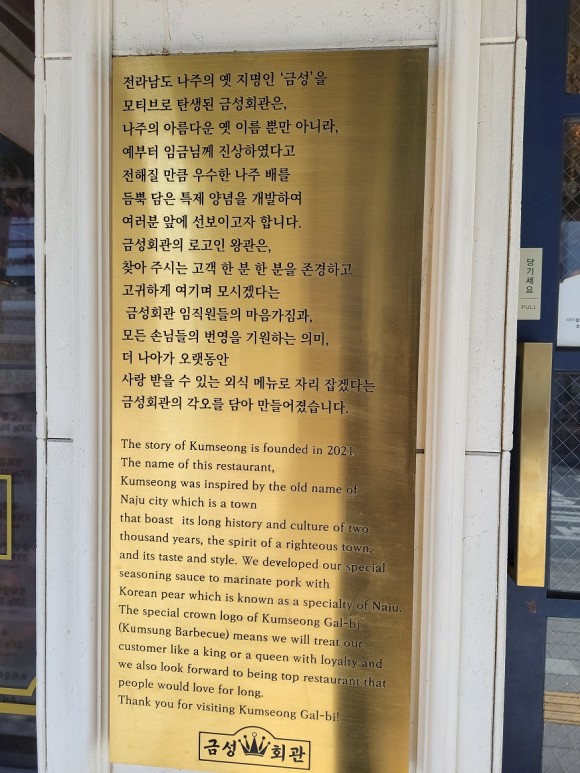 전라남도 나주의 옛 지명인 '금성'을
모티브로 탄생된 금성회관은,
나주의 아름다운 옛 이름 뿐만 아니라,
예부터 임금님께 진상하였다고
전해질 만큼 우수한 나주 배를
듬뿍 담은 특제 양념을 개발하여
여러분 앞에 선보이고자 합니다.
금성회관의 로고인 왕관은,
찾아 주시는 고객 한 분 한 분을 존경하고
고귀하게 여기며 모시겠다는
금성회관 임직원들의 마음가짐과,
모든 손님들의 번영을 기원하는 의미,
더 나아가 오랫동안
사랑 받을 수 있는 외식 메뉴로 자리 잡겠다는
금성회관의 각오를 담아 만들어졌습니다.
The story of Kumseong is founded in 2021.
The name of this restaurant,
Kumseong was inspired by the old name of
Naju city which is a town
that boast its long history and culture of two
thousand years, the spirit of a righteous town,
and its taste and style. We developed our special
seasoning sauce to marinate pork with
Korean pear which is known as a specialty of Naju.
The special crown logo of Kumseong Gal-bi
(Kumsung Barbecue) means we will treat our
customer like a king or a queen with loyalty and
we also look forward to being top restaurant that
people would love for long.
Thank you for visiting Kumseong Gal-bi!
금성 회관
당기세요
PULL